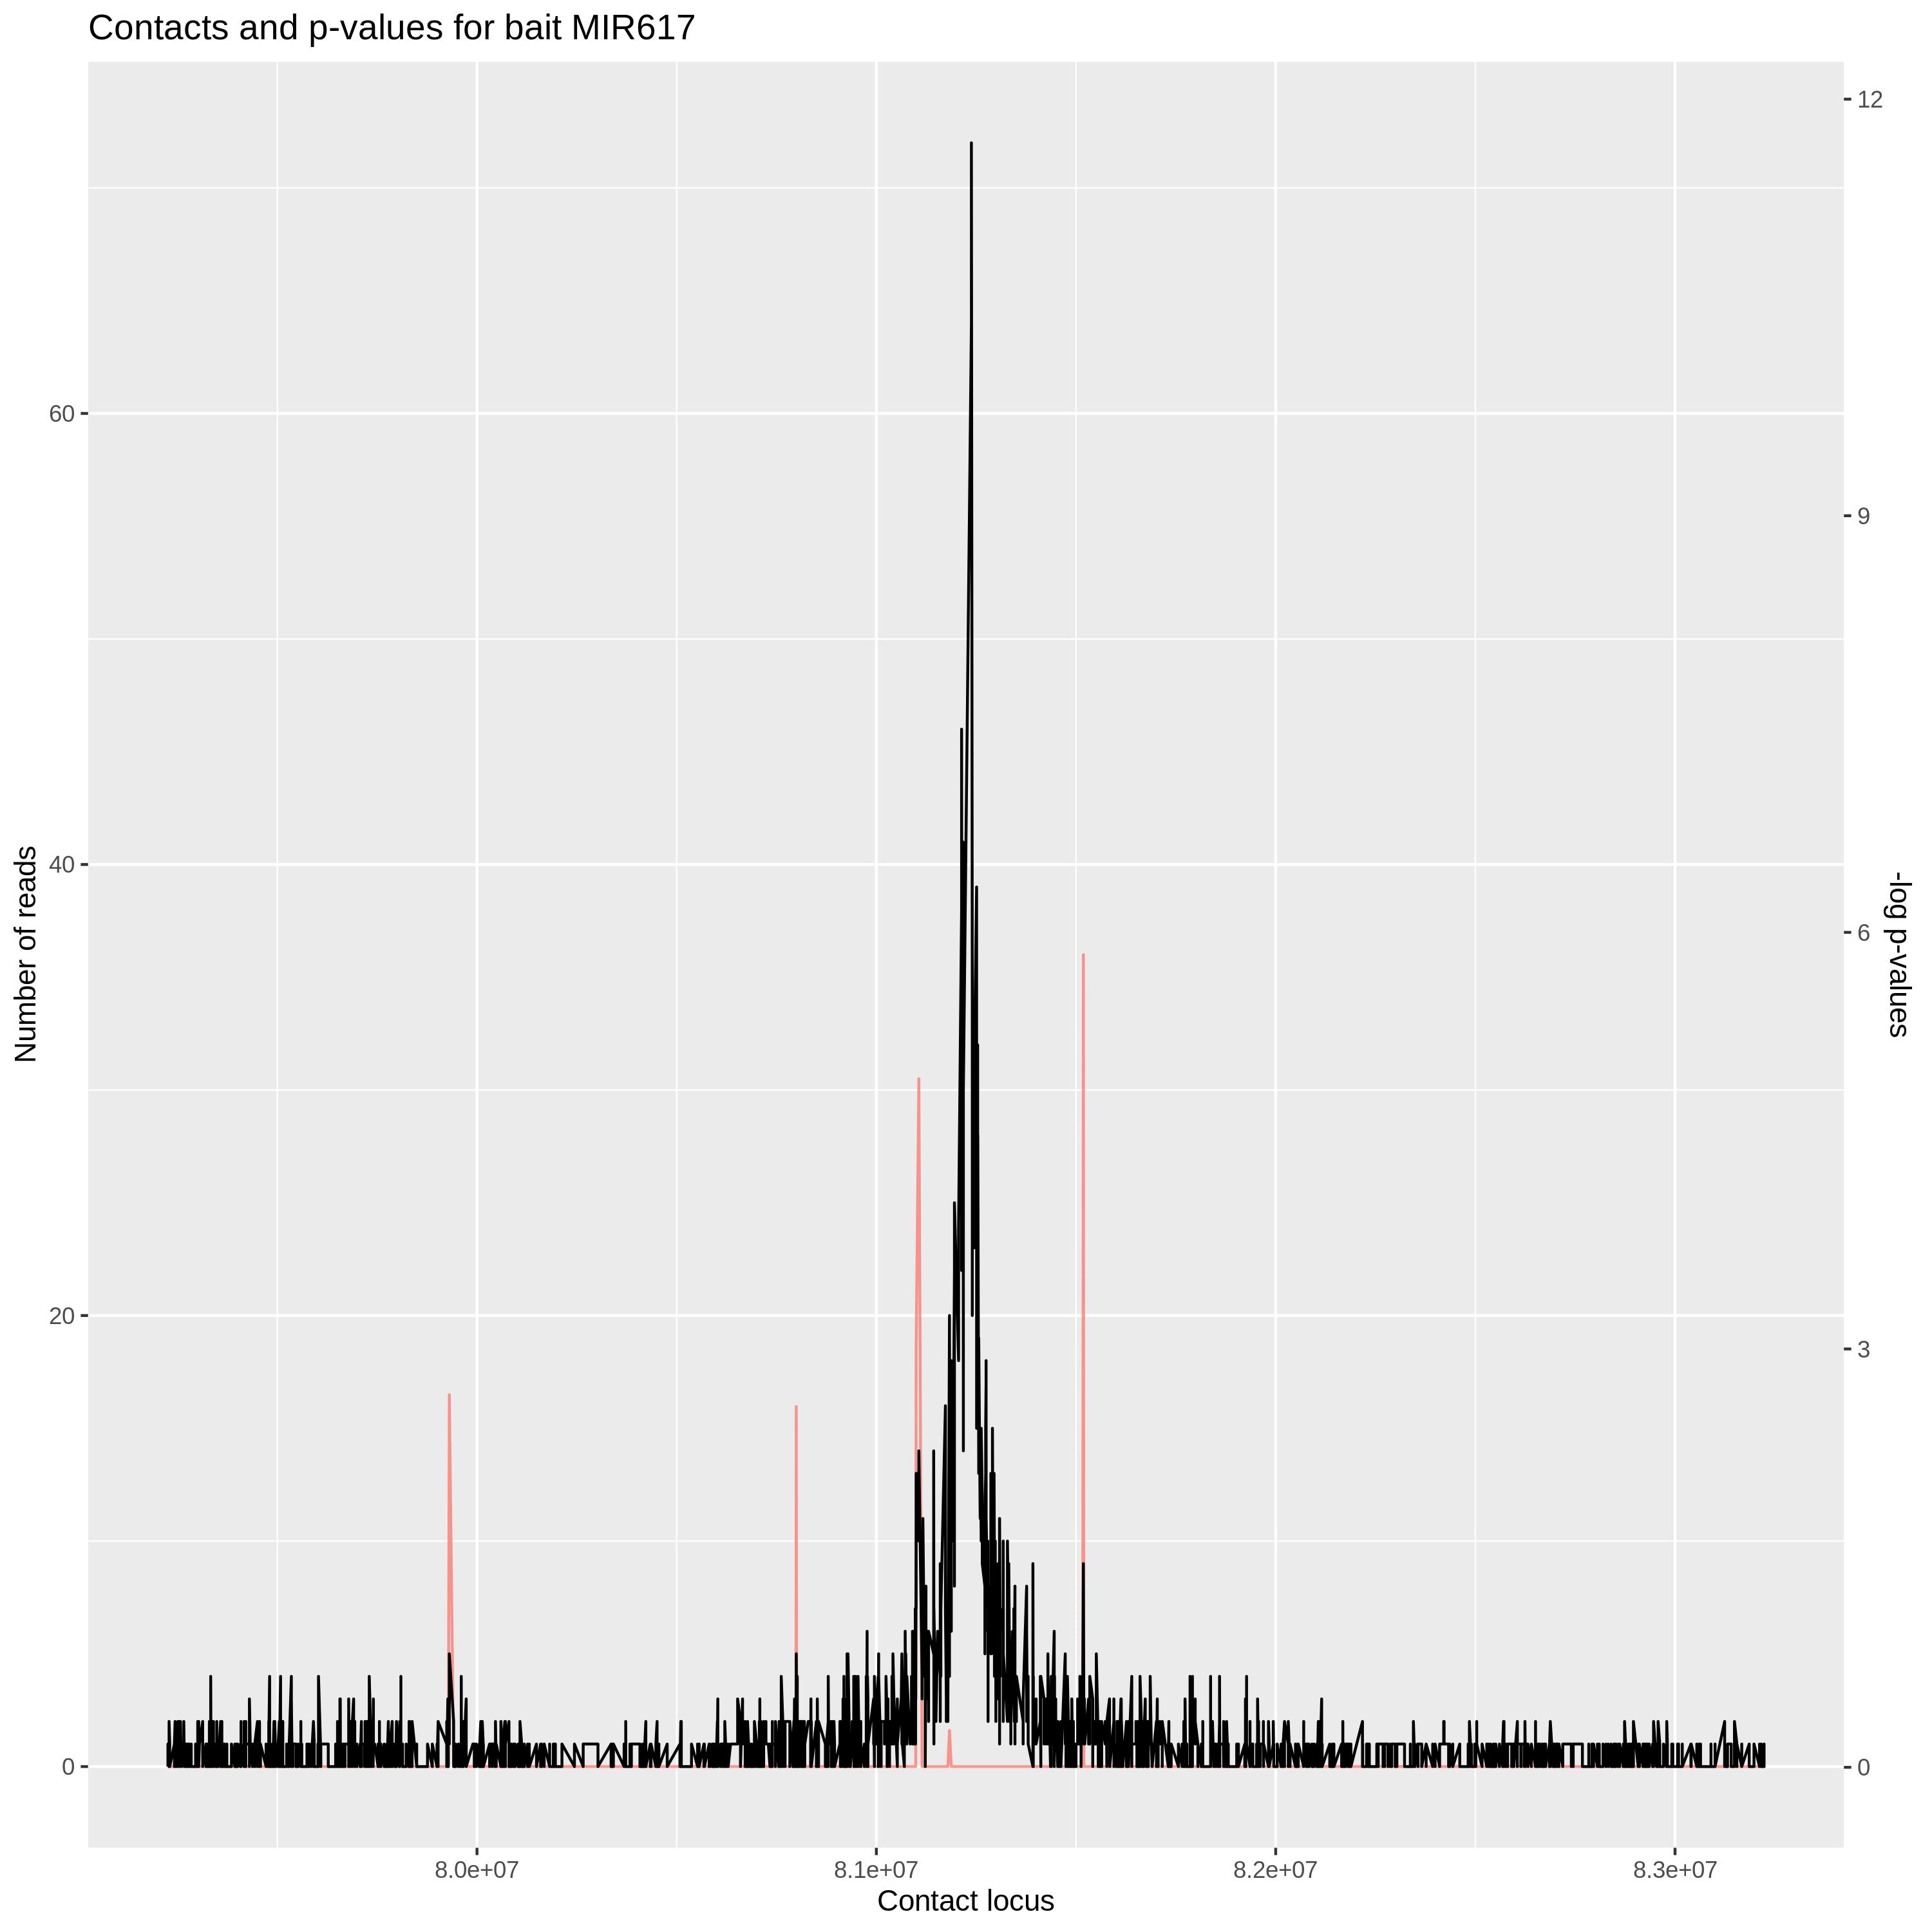 Contacts and p-values for bait MIR617
12
9
6
3
0
-log p-values
60
40
20
0
Number of reads
8.0e+07
8.1e+07
8.2e+07
8.3e+07
Contact locus